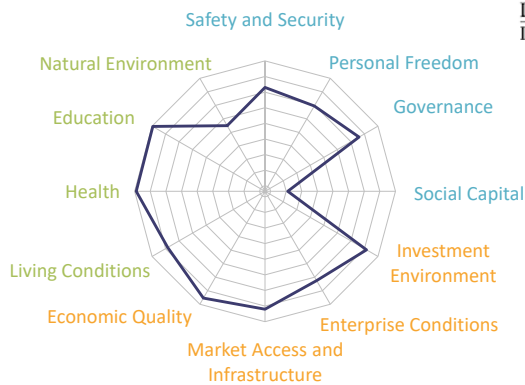 Safety and Security
Natural Environment
Personal Freedom
Education
Governance
Health
Social Capital
Investment
Environment
Living Conditions
Economic Quality
Enterprise Conditions
Market Access and
Infrastructure